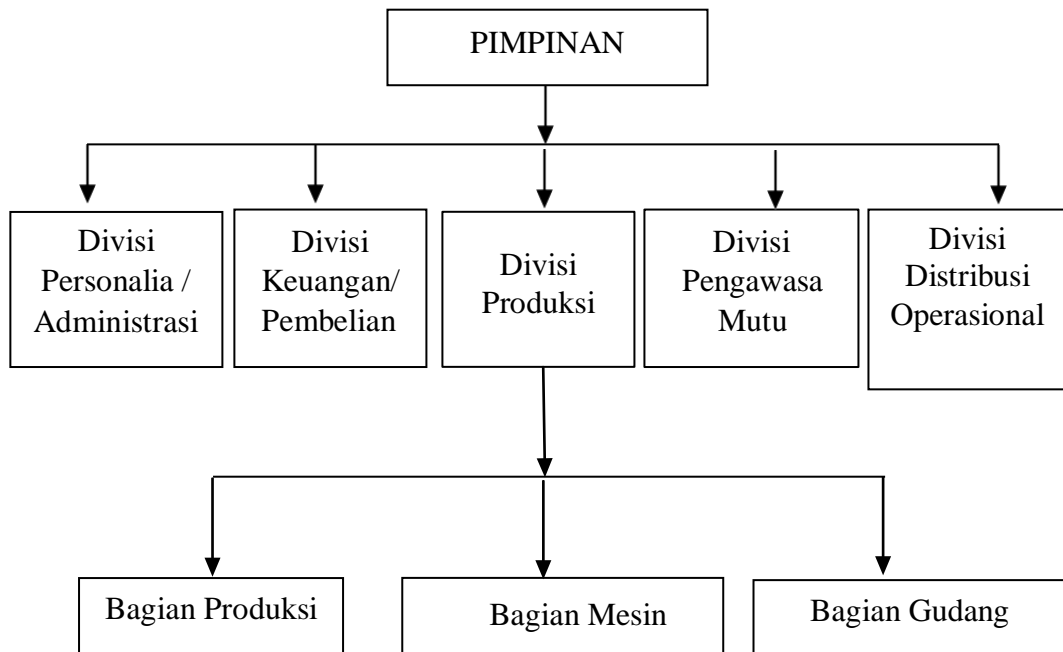 PIMPINAN
Divisi
Personalia /
Administrasi
Divisi
Keuangan/
Pembelian
Divisi
Produksi
Divisi
Pengawasa
Mutu
Divisi
Distribusi
Operasional
Bagian Produksi
Bagian Mesin
Bagian Gudang